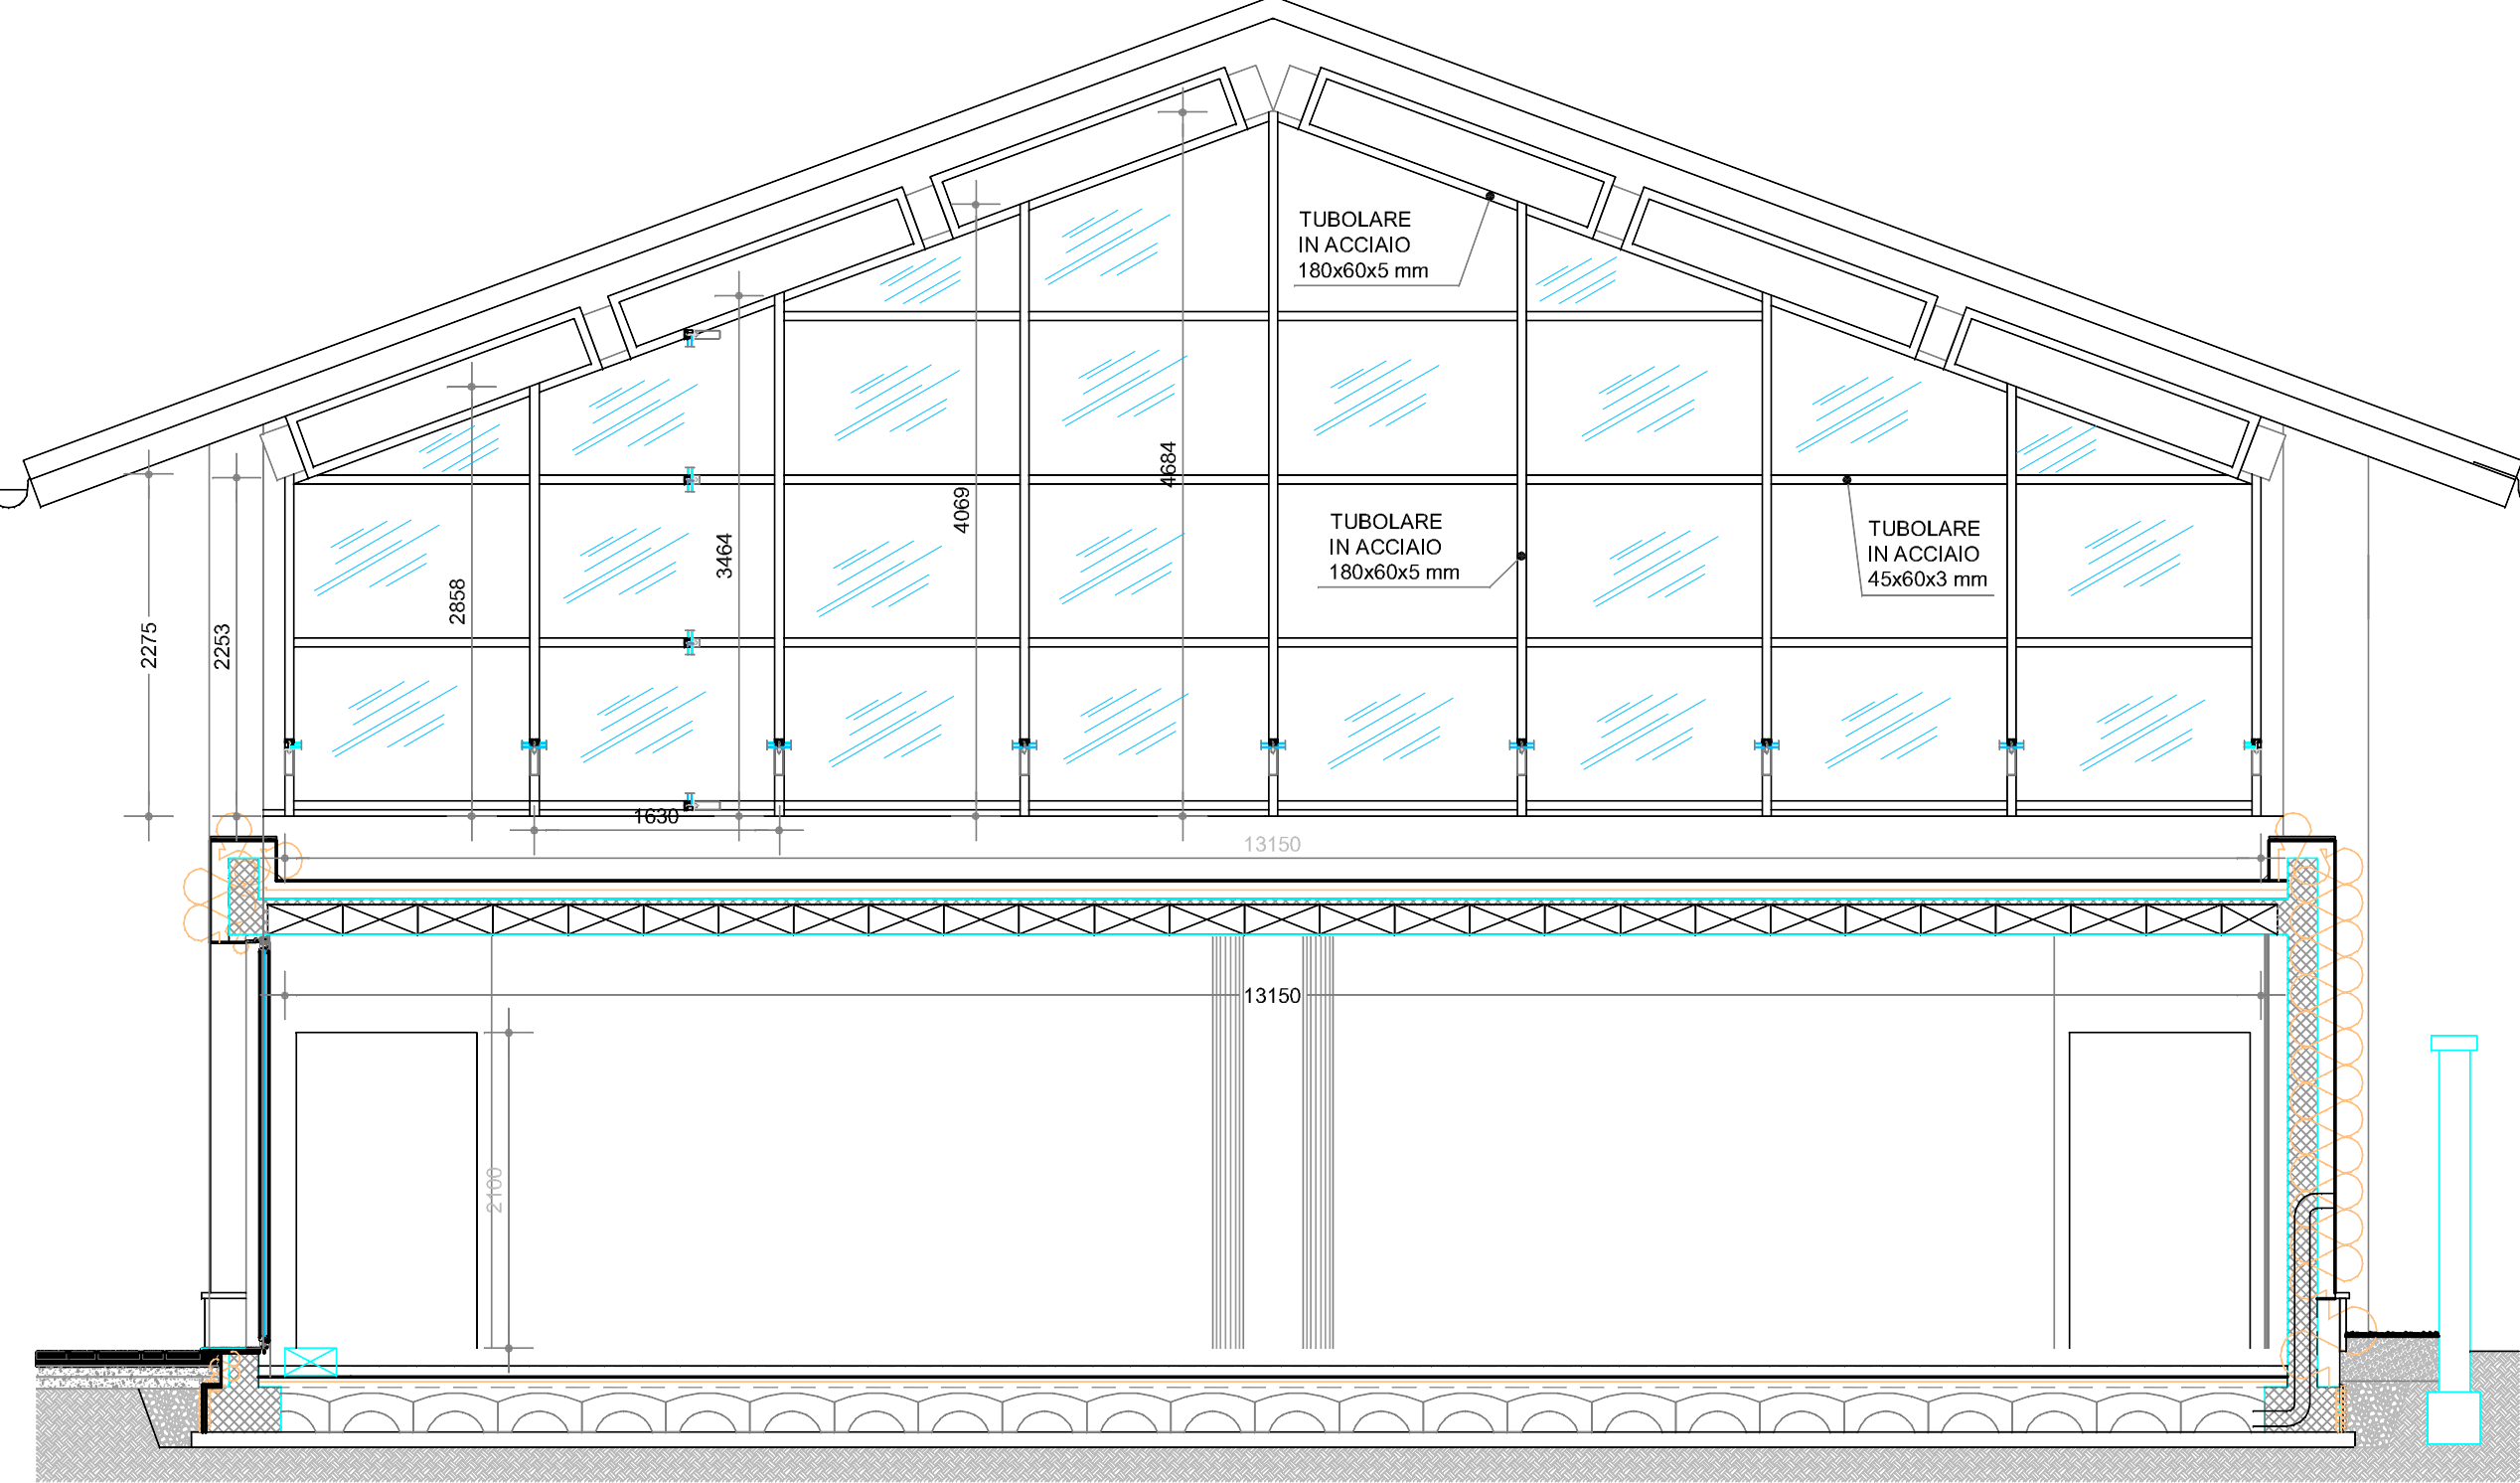 TUBOLARE
IN ACCIAIO
180x60x5 mm
TUBOLARE
IN ACCIAIO
180x60x5 mm
TUBOLARE
IN ACCIAIO
45x60x3 mm
2275
2253
2858
3464
4069
4684
1630
13150
13150
2100